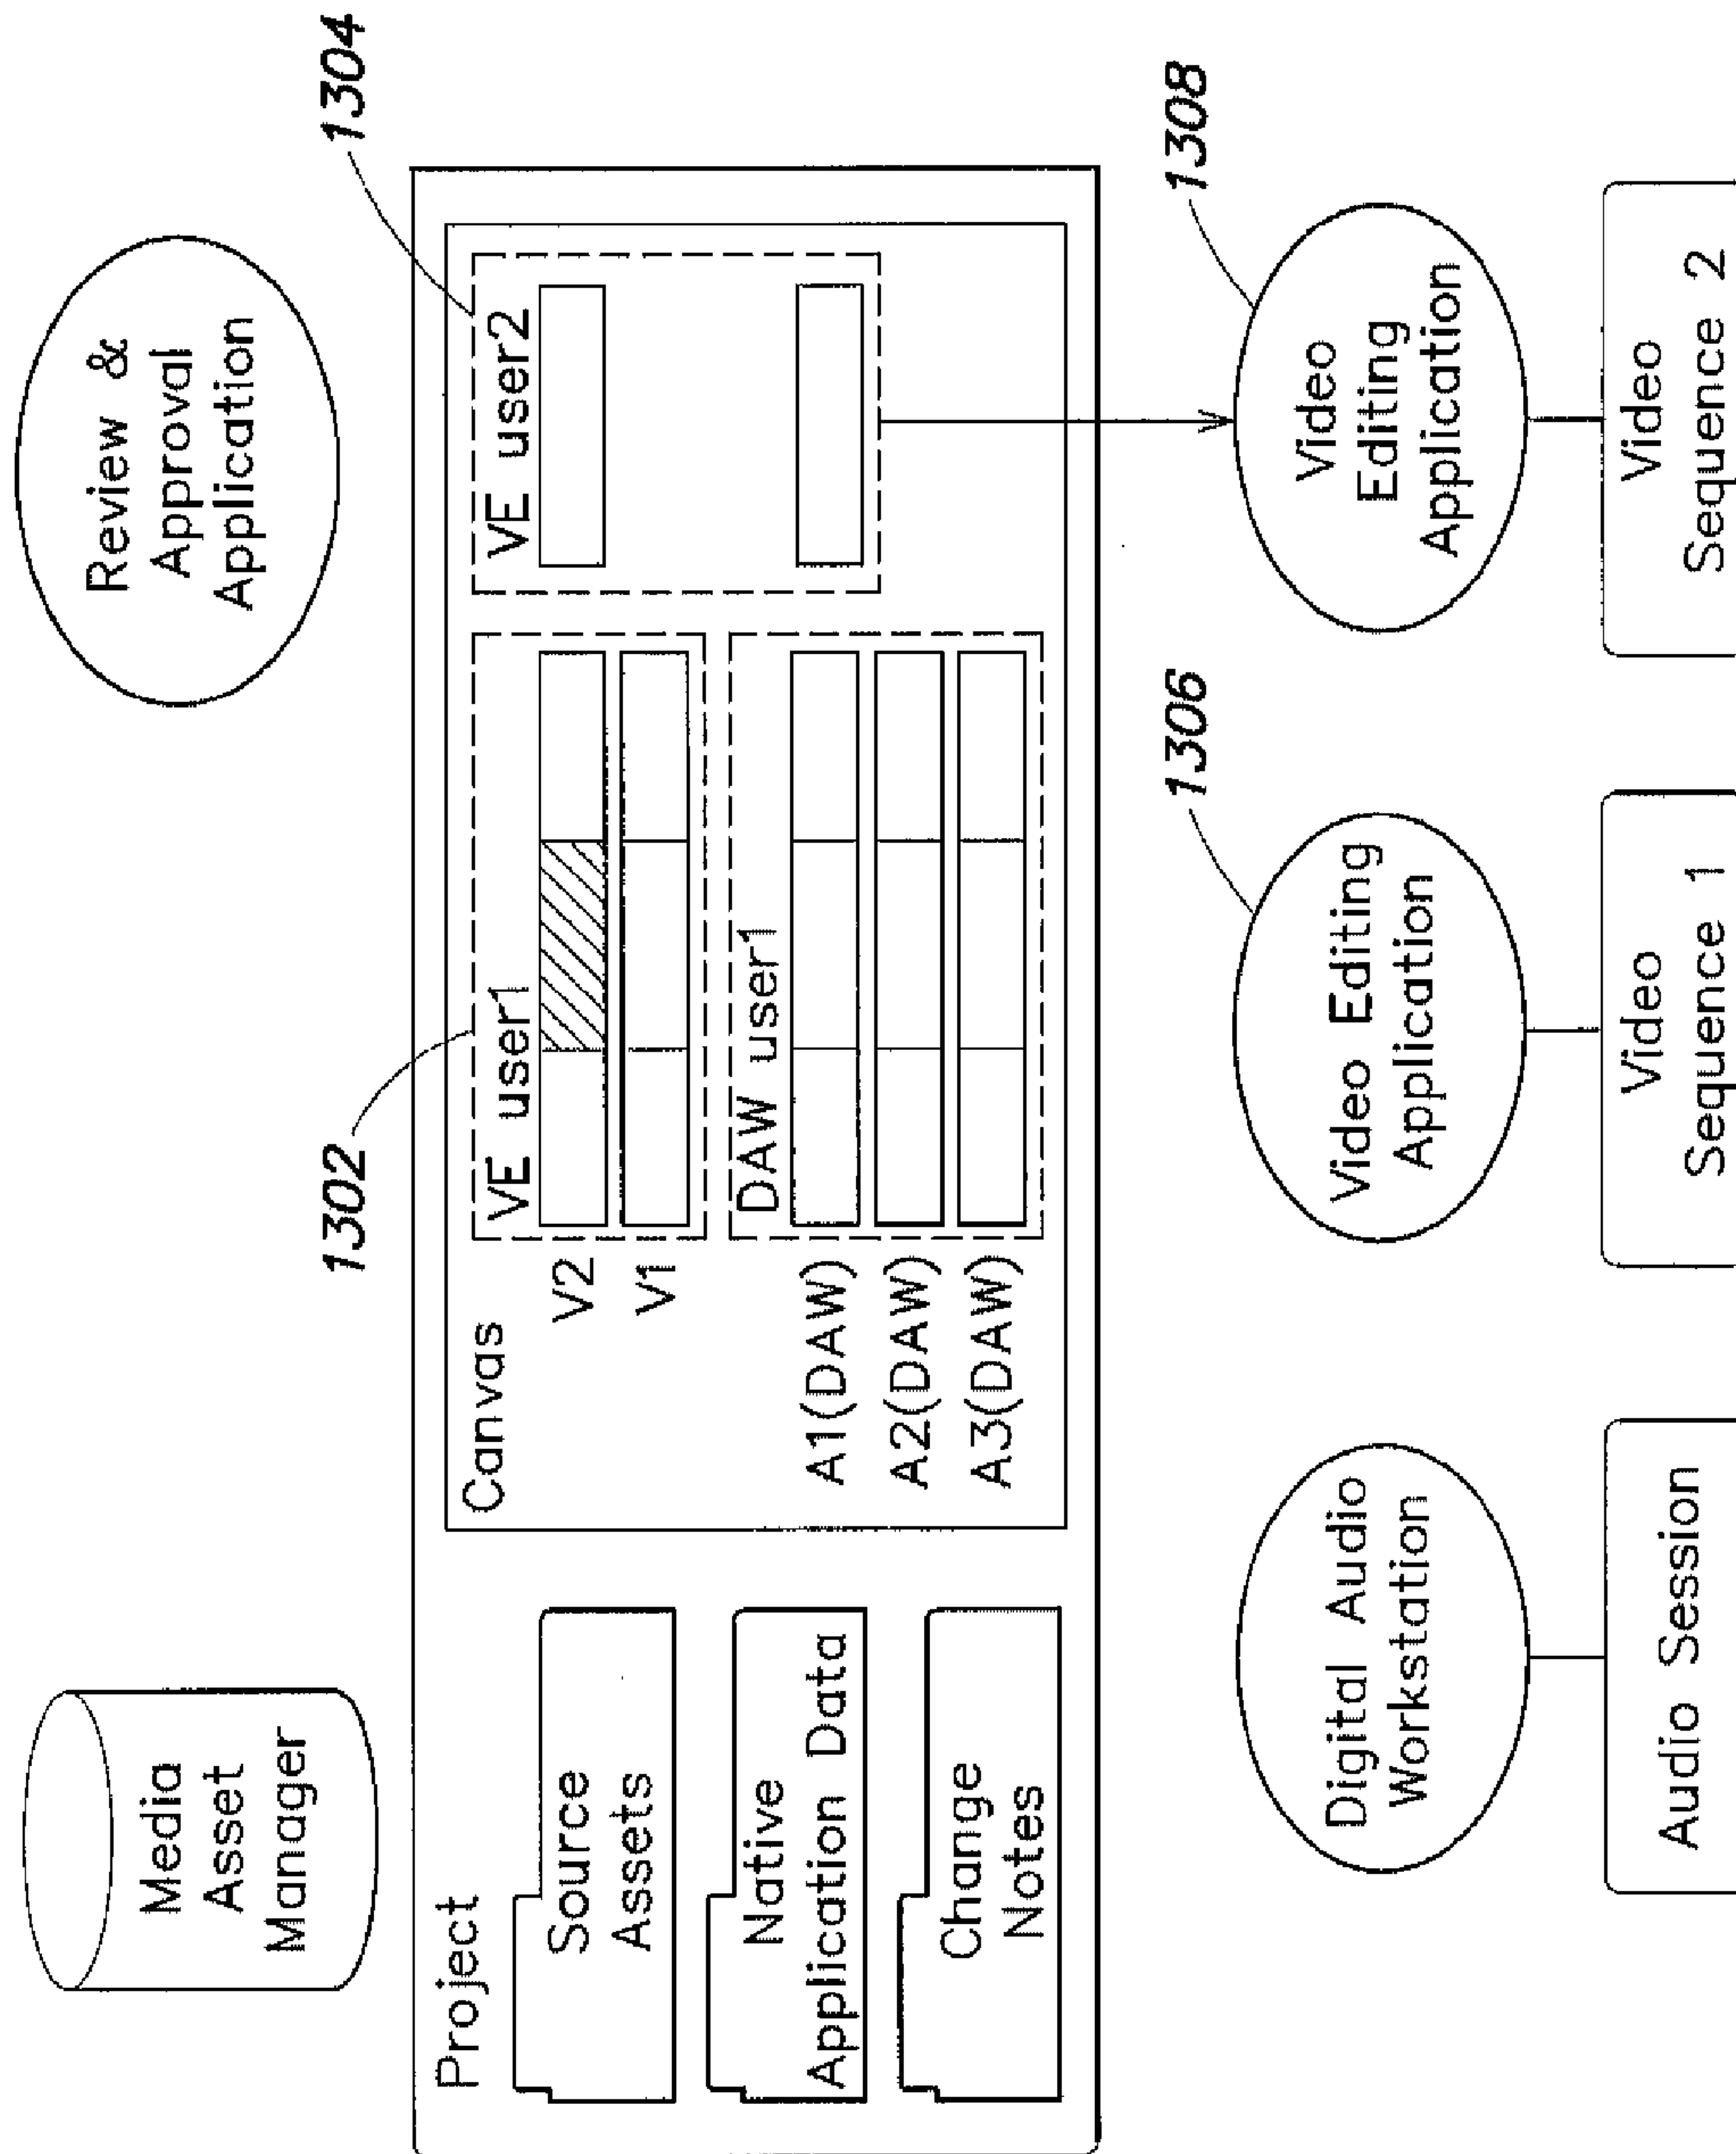 Media
Asset
Manager
Review &
Approval
Application
1302
1304
Project
Source
Assets
Native
Application Data
Change
Notes
Canvas
VE user1
V2
V1
DAW user1
A1(DAW)
A2(DAW)
A3(DAW)
VE user2
1306
1308
Digital Audio
Workstation
Video Editing
Application
Video
Editing
Application
Audio Session
Video
Sequence 1
Video
Sequence 2